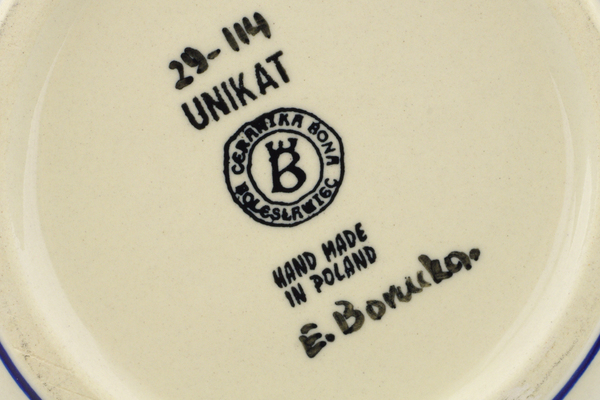 29-114
UNIKAT
CERAMIKA BONA
B
BOLESŁAWIEC
HAND MADE
IN POLAND
E. Borucka.